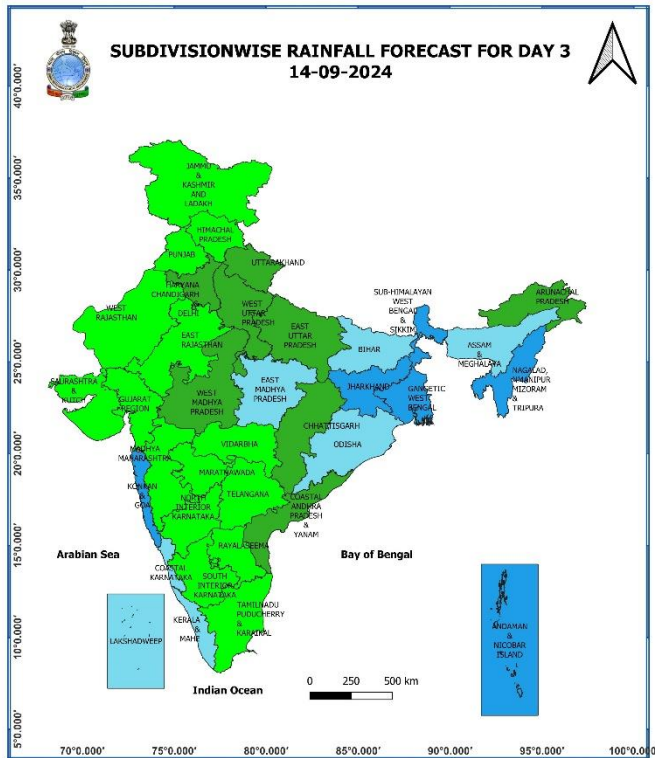 SUBDIVISIONWISE RAINFALL FORECAST FOR DAY 3
14-09-2024
40°0.000'
35°0.000'
30°0.000'
25°0.000'
20°0.000'
15°0.000'
10°0.000'
5°0.000'
JAMMU
&
KASHMIR
AND
LADAKH
HIMACHAL
PRADESH
PUNJAB
UTTARAKHAND
HARYANA
CHANDIGARH
&
DELHI
WEST
RAJASTHAN
EAST
RAJASTHAN
WEST
UTTAR
PRADESH
EAST
UTTAR
PRADESH
SUB-HIMALAYAN
WEST
BENGAL
&
SIKKIM
ARUNACHAL
PRADESH
ASSAM
&
MEGHALAYA
NAGALAD,
MANIPUR
MIZORAM
&
TRIPURA
BIHAR
JHARKHAND
GANGETIC
WEST
BENGAL
SAURASHTRA
&
KUTCH
GUJARAT
REGION
WEST
MADHYA
PRADESH
EAST
MADHYA
PRADESH
CHHATTISGARH
ODISHA
VIDARBHA
MADHYA
MAHARASHTRA
MARATHAWADA
KONKAN
&
GOA
TELANGANA
NORTH
INTERIOR
KARNATAKA
COASTAL
ANDHRA
PRADESH
&
YANAM
RAYALASEEMA
COASTAL
KARNATAKA
SOUTH
INTERIOR
KARNATAKA
TAMILNADU
PUDUCHERRY
&
KARAIKAL
KERALA
&
MAHE
LAKSHADWEEP
ANDAMAN
&
NICOBAR
ISLAND
Arabian Sea
Bay of Bengal
Indian Ocean
0 250 500 km
70°0.000' 75°0.000' 80°0.000' 85°0.000' 90°0.000' 95°0.000' 100°0.000'